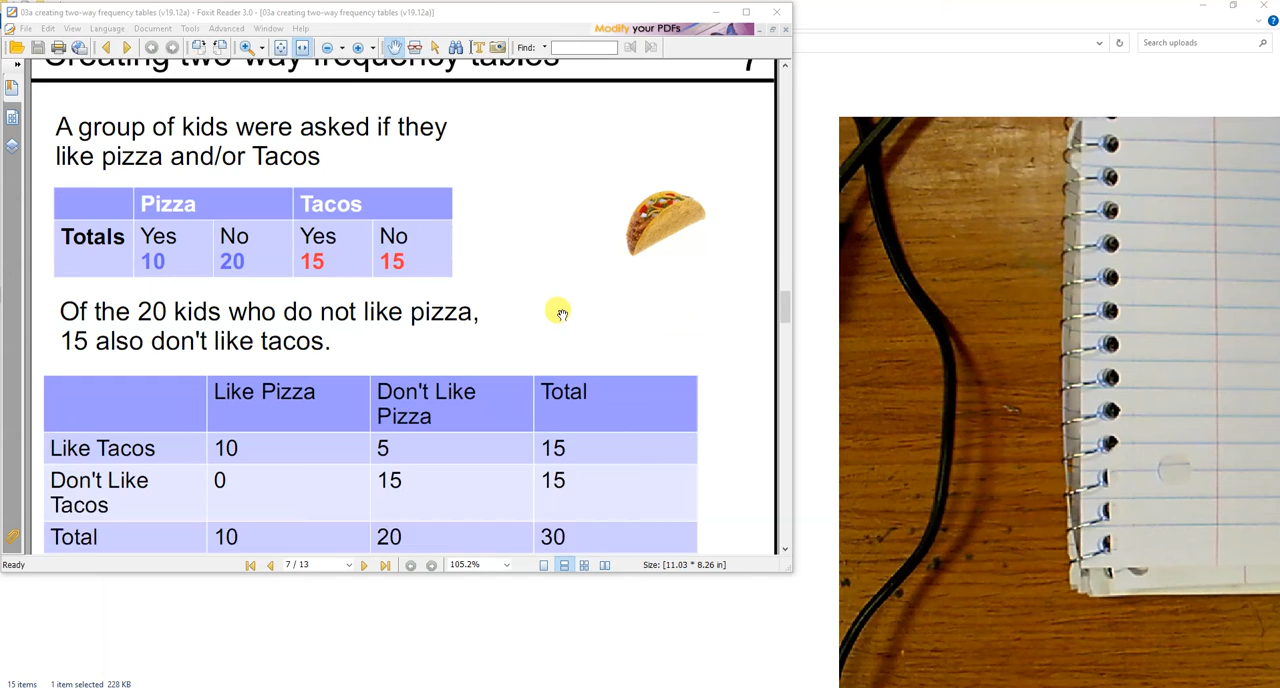 03a creating two-way frequency tables (v19.12a) - Foxit Reader 3.0 - [03a creating two-way frequency tables (v19.12a)]
File Edit View Language Document Tools Advanced Window Help
Modify your PDFs
Find:
Search uploads
Creating two way frequency tables 7
A group of kids were asked if they
like pizza and/or Tacos
Pizza Tacos
Totals Yes No Yes No
10 20 15 15
Of the 20 kids who do not like pizza,
15 also don't like tacos.
Like Pizza Don't Like Total
Pizza
Like Tacos 10 5 15
Don't Like 0 15 15
Tacos
Total 10 20 30
Ready 7 / 13 105.2% Size: [11.03 * 8.26 in]
15 items 1 item selected 228 KB